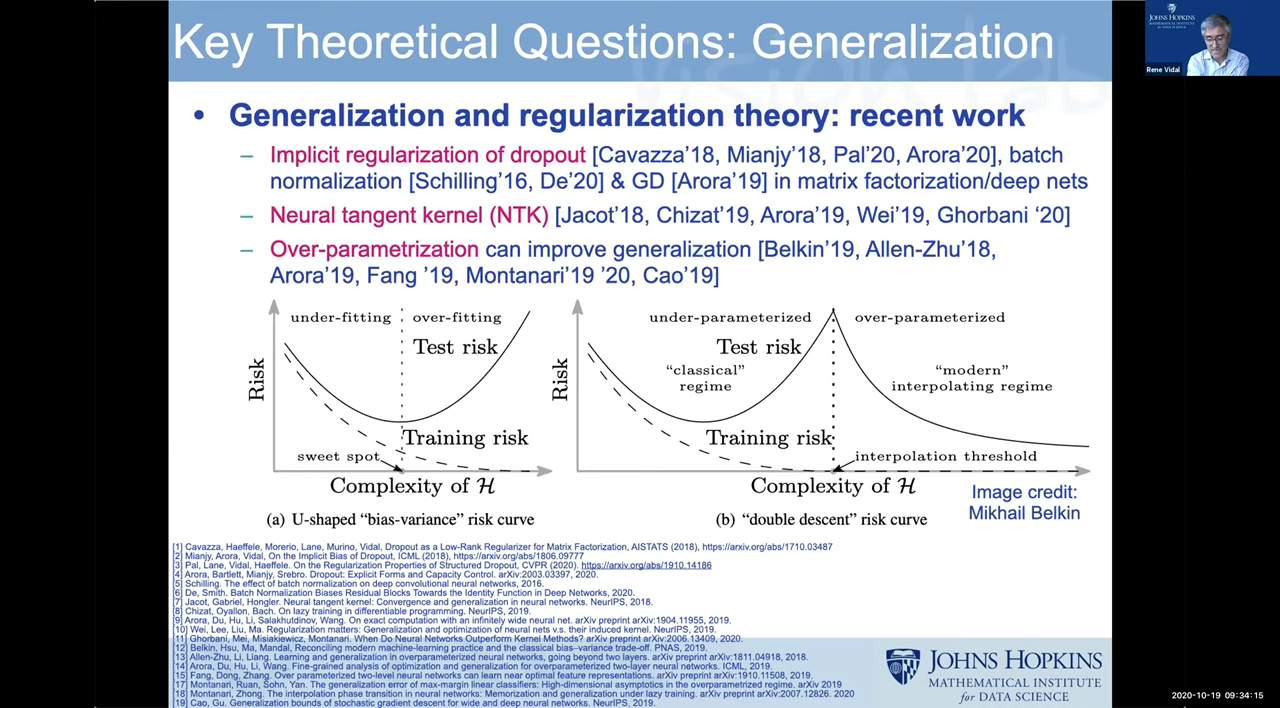 Key Theoretical Questions: Generalization
JOHNS HOPKINS
MATHEMATICAL INSTITUTE
for DATA SCIENCE
Rene Vidal
• Generalization and regularization theory: recent work
– Implicit regularization of dropout [Cavazza’18, Mianjy’18, Pal’20, Arora’20], batch
normalization [Schilling’16, De’20] & GD [Arora’19] in matrix factorization/deep nets
– Neural tangent kernel (NTK) [Jacot’18, Chizat’19, Arora’19, Wei’19, Ghorbani ‘20]
– Over-parametrization can improve generalization [Belkin’19, Allen-Zhu’18,
Arora’19, Fang ’19, Montanari’19 ’20, Cao’19]
under-fitting
over-fitting
Test risk
Risk
Training risk
sweet spot
Complexity of H
(a) U-shaped “bias-variance” risk curve
under-parameterized
over-parameterized
Test risk
“classical”
regime
“modern”
interpolating regime
Risk
Training risk
interpolation threshold
Complexity of H
(b) “double descent” risk curve
Image credit:
Mikhail Belkin
[1] Cavazza, Haeffele, Morerio, Lane, Murino, Vidal, Dropout as a Low-Rank Regularizer for Matrix Factorization, AISTATS (2018), https://arxiv.org/abs/1710.03487
[2] Mianjy, Arora, Vidal, On the Implicit Bias of Dropout, ICML (2018), https://arxiv.org/abs/1806.09777
[3] Pal, Lane, Vidal, Haeffele. On the Regularization Properties of Structured Dropout, CVPR (2020). https://arxiv.org/abs/1910.14186
[4] Arora, Bartlett, Mianjy, Srebro. Dropout: Explicit Forms and Capacity Control. arXiv:2003.03397, 2020.
[5] Schilling. The effect of batch normalization on deep convolutional neural networks, 2016.
[6] De, Smith. Batch Normalization Biases Residual Blocks Towards the Identity Function in Deep Networks, 2020.
[7] Jacot, Gabriel, Hongler. Neural tangent kernel: Convergence and generalization in neural networks. NeurIPS, 2018.
[8] Chizat, Oyallon, Bach. On lazy training in differentiable programming. NeurIPS, 2019.
[9] Arora, Du, Hu, Li, Salakhutdinov, Wang. On exact computation with an infinitely wide neural net. arXiv preprint arXiv:1904.11955, 2019.
[10] Wei, Lee, Liu, Ma. Regularization matters: Generalization and optimization of neural nets v.s. their induced kernel. NeurIPS, 2019.
[11] Ghorbani, Mei, Misiakiewicz, Montanari. When Do Neural Networks Outperform Kernel Methods? arXiv preprint arXiv:2006.13409, 2020.
[12] Belkin, Hsu, Ma, Mandal, Reconciling modern machine-learning practice and the classical bias–variance trade-off. PNAS, 2019.
[13] Allen-Zhu, Li, Liang. Learning and generalization in overparameterized neural networks, going beyond two layers. arXiv preprint arXiv:1811.04918, 2018.
[14] Arora, Du, Hu, Li, Wang. Fine-grained analysis of optimization and generalization for overparameterized two-layer neural networks. ICML, 2019.
[15] Fang, Dong, Zhang. Over parameterized two-level neural networks can learn near optimal feature representations. arXiv preprint arXiv:1910.11508, 2019.
[17] Montanari, Ruan, Sohn, Yan. The generalization error of max-margin linear classifiers: High-dimensional asymptotics in the overparametrized regime. arXiv 2019
[18] Montanari, Zhong. The interpolation phase transition in neural networks: Memorization and generalization under lazy training. arXiv preprint arXiv:2007.12826. 2020
[19] Cao, Gu. Generalization bounds of stochastic gradient descent for wide and deep neural networks. NeurIPS, 2019.
JOHNS HOPKINS
MATHEMATICAL INSTITUTE
for DATA SCIENCE
2020-10-19 09:34:15